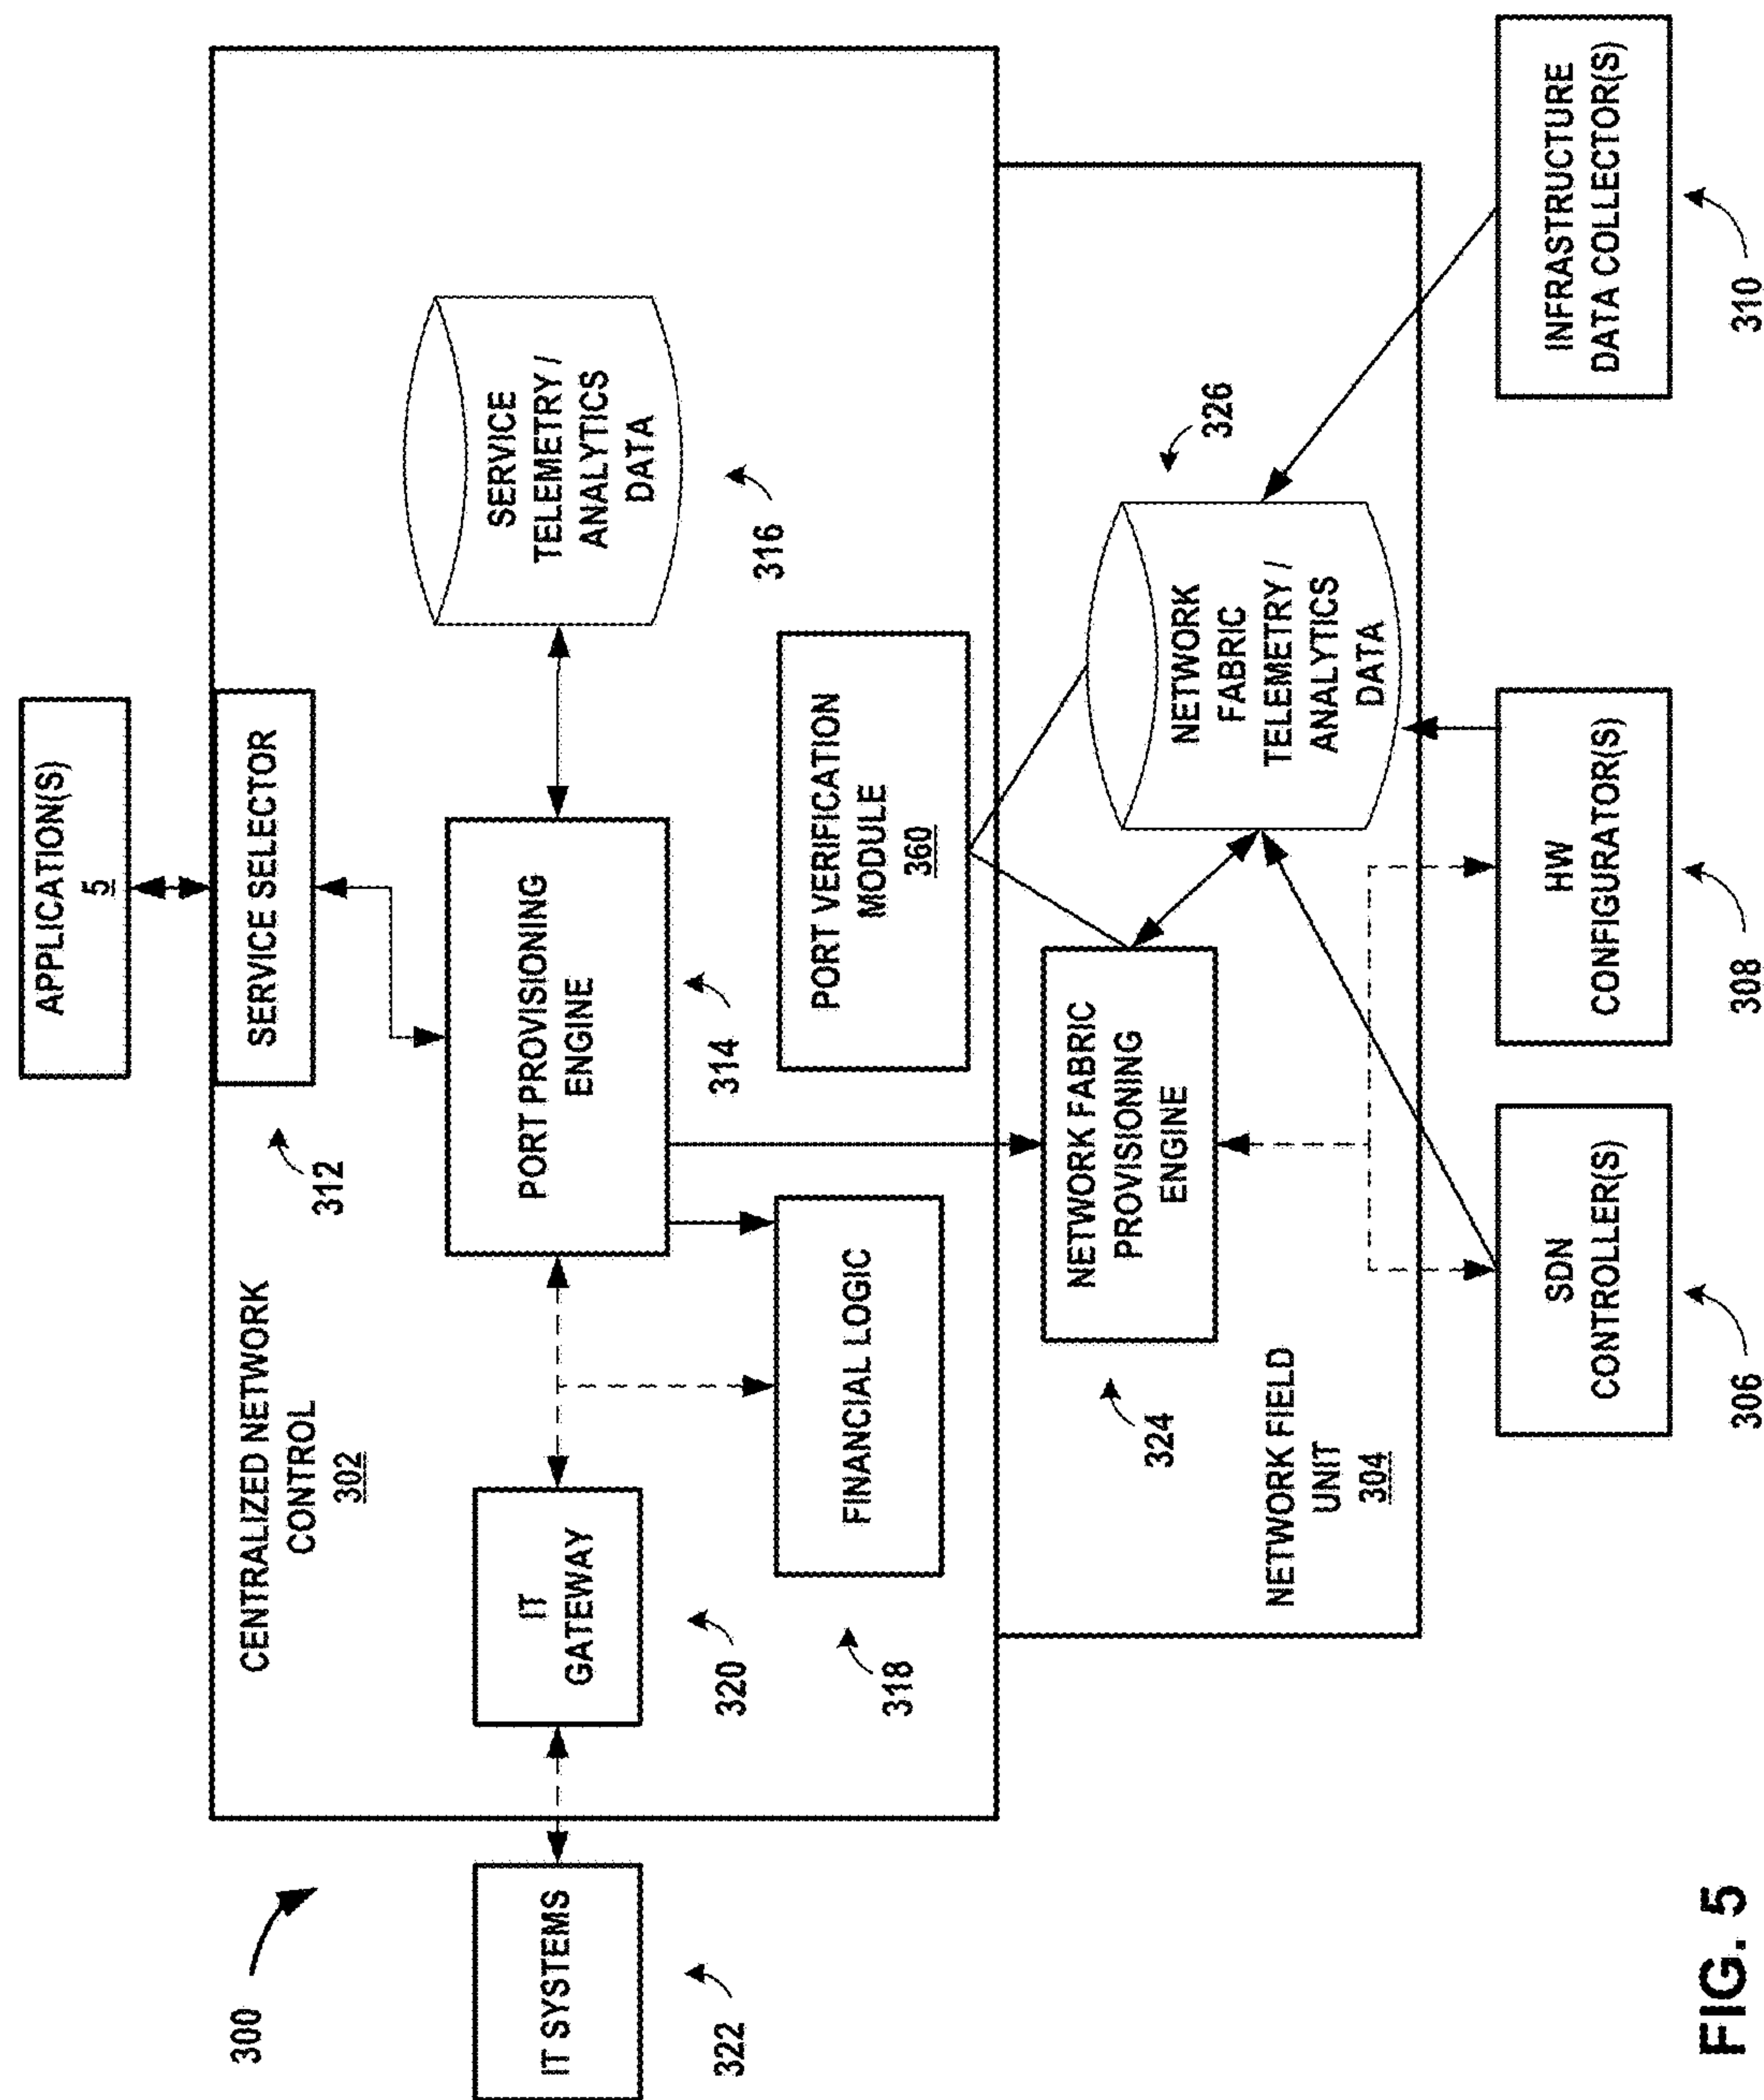 300
APPLICATION(S)
5
SERVICE SELECTOR
312
CENTRALIZED NETWORK
CONTROL
302
IT SYSTEMS
322
IT
GATEWAY
320
PORT PROVISIONING
ENGINE
314
SERVICE
TELEMETRY /
ANALYTICS
DATA
316
FINANCIAL LOGIC
318
PORT VERIFICATION
MODULE
360
NETWORK FABRIC
PROVISIONING
ENGINE
324
NETWORK
FABRIC
TELEMETRY /
ANALYTICS
DATA
326
NETWORK FIELD
UNIT
304
SDN
CONTROLLER(S)
306
HW
CONFIGURATOR(S)
308
INFRASTRUCTURE
DATA COLLECTOR(S)
310
FIG. 5